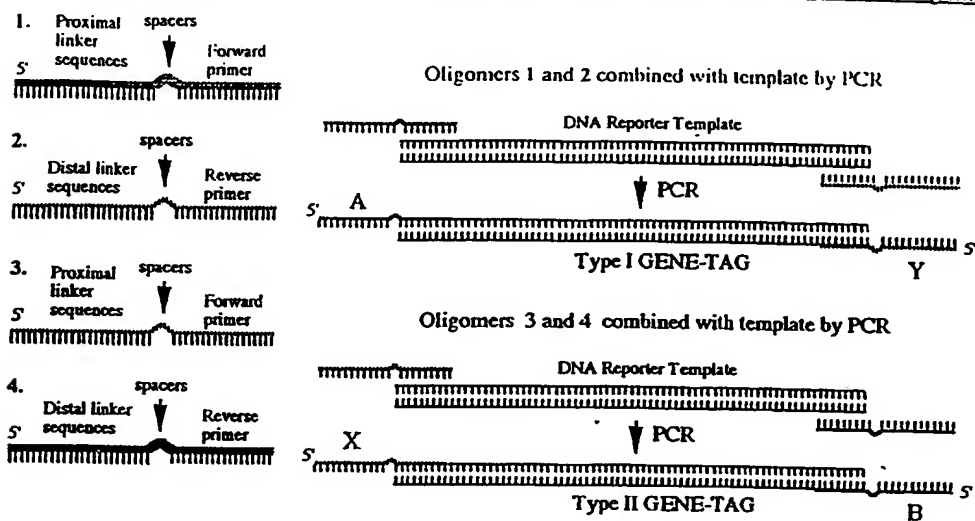 1.
Proximal
linker
sequences
spacers
5'
Forward
primer
2.
spacers
Distal linker
sequences
5'
Reverse
primer
3.
Proximal
linker
sequences
spacers
5'
Forward
primer
4.
spacers
Distal linker
sequences
5'
Reverse
primer
Oligomers 1 and 2 combined with template by PCR
DNA Reporter Template
PCR
5'
A
Type I GENE-TAG
Y
5'
Oligomers 3 and 4 combined with template by PCR
DNA Reporter Template
PCR
5'
X
Type II GENE-TAG
B
5'